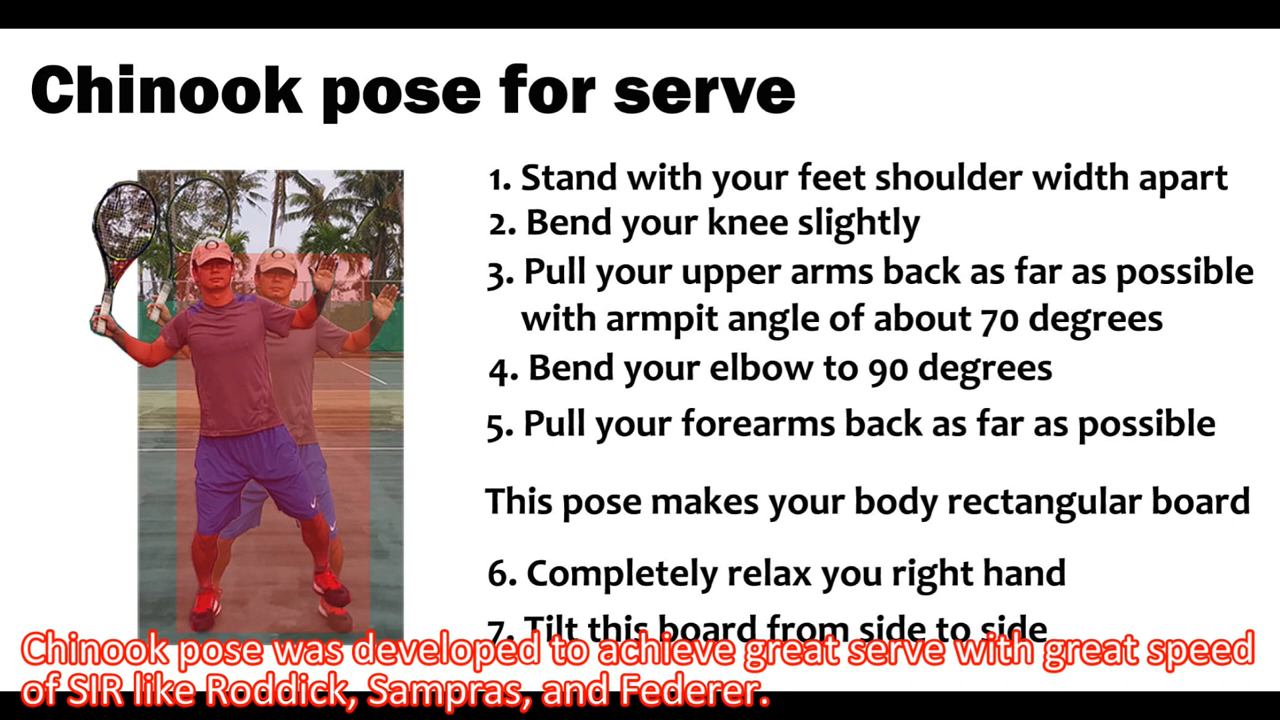 Chinook pose for serve
1. Stand with your feet shoulder width apart
2. Bend your knee slightly
3. Pull your upper arms back as far as possible
with armpit angle of about 70 degrees
4. Bend your elbow to 90 degrees
5. Pull your forearms back as far as possible
This pose makes your body rectangular board
6. Completely relax you right hand
7. Tilt this board from side to side
Chinook pose was developed to achieve great serve with great speed
of SIR like Roddick, Sampras, and Federer.